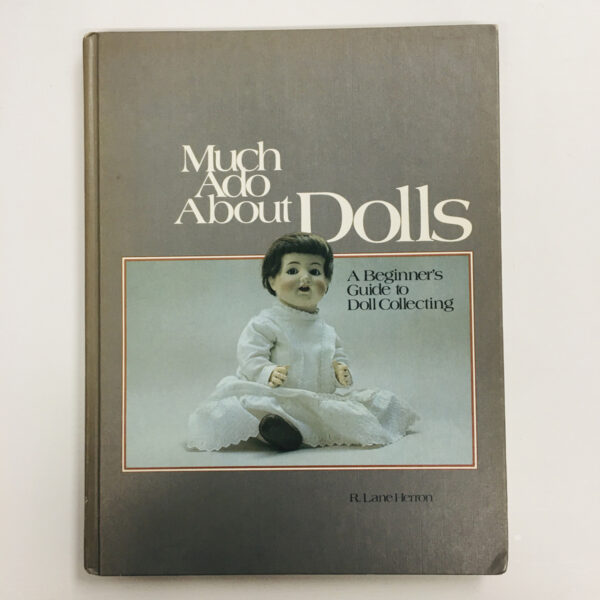 Much
Ado
About Dolls
A Beginner's
Guide to
Doll Collecting
R. Lane Herron